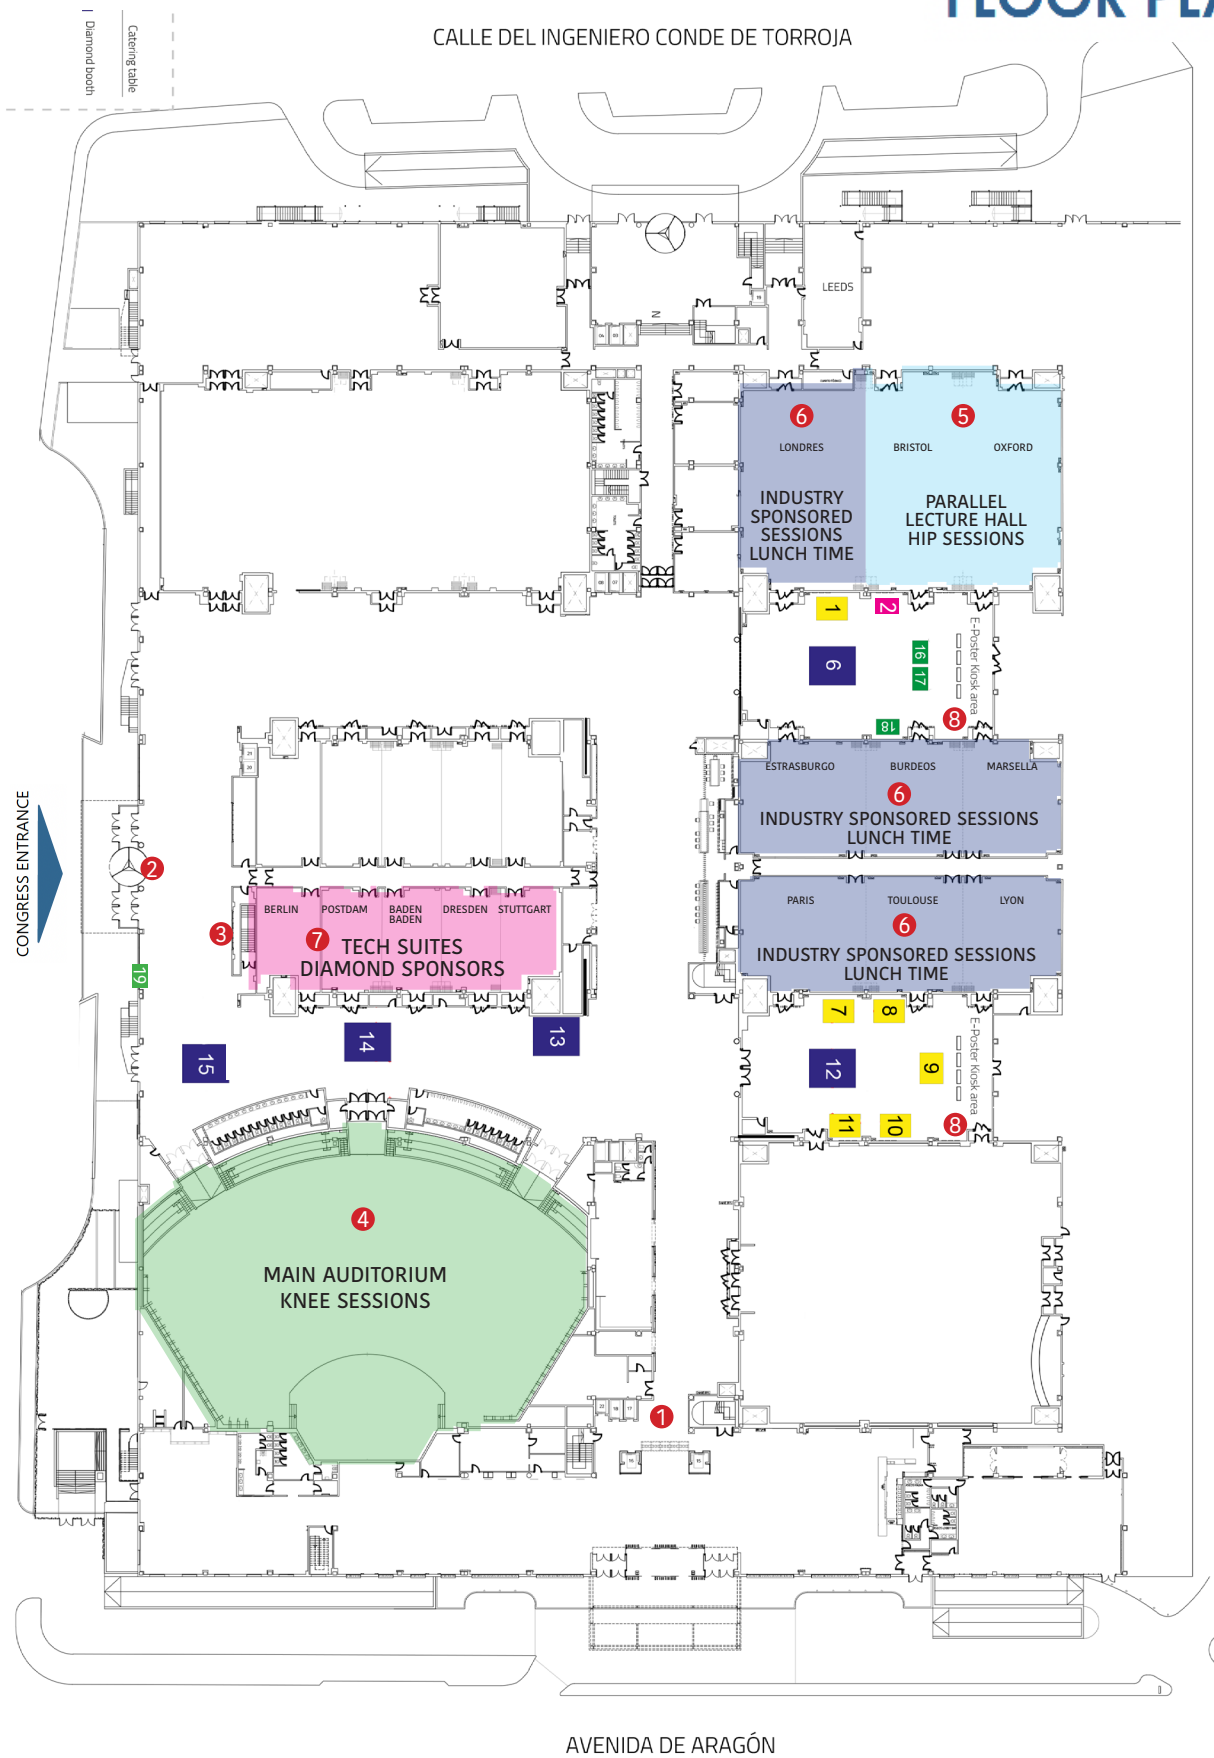 FLOOR PLA
CALLE DEL INGENIERO CONDE DE TORROJA
Catering table
Diamond booth
LEEDS
N
6
5
LONDRES
BRISTOL
OXFORD
INDUSTRY
SPONSORED
SESSIONS
LUNCH TIME
PARALLEL
LECTURE HALL
HIP SESSIONS
1
2
6
16
17
18
E-Poster Kiosk area
8
ESTRASBURGO
BURDEOS
MARSELLA
6
INDUSTRY SPONSORED SESSIONS
LUNCH TIME
CONGRESS ENTRANCE
2
3
19
BERLIN
POSTDAM
BADEN
BADEN
DRESDEN
STUTTGART
7
TECH SUITES
DIAMOND SPONSORS
PARIS
TOULOUSE
LYON
6
INDUSTRY SPONSORED SESSIONS
LUNCH TIME
15
14
13
7
8
12
9
11
10
E-Poster Kiosk area
8
4
MAIN AUDITORIUM
KNEE SESSIONS
1
AVENIDA DE ARAGÓN